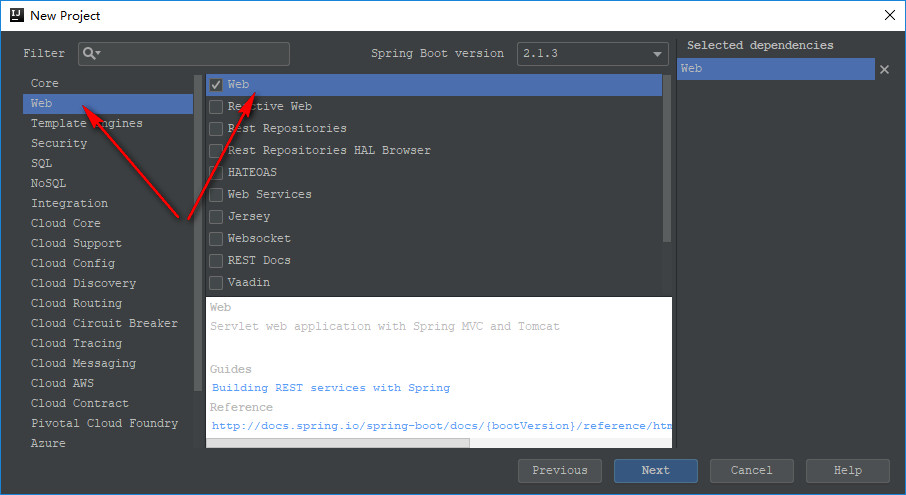 New Project
Filter
Spring Boot version 2.1.3
Selected dependencies
Core
Web
Template Engines
Security
SQL
NoSQL
Integration
Cloud Core
Cloud Support
Cloud Config
Cloud Discovery
Cloud Routing
Cloud Circuit Breaker
Cloud Tracing
Cloud Messaging
Cloud AWS
Cloud Contract
Pivotal Cloud Foundry
Azure
Web
Reactive Web
Rest Repositories
Rest Repositories HAL Browser
HATEOAS
Web Services
Jersey
Websocket
REST Docs
Vaadin
Web
Servlet web application with Spring MVC and Tomcat
Guides
Building REST services with Spring
Reference
http://docs.spring.io/spring-boot/docs/{bootVersion}/reference/htm
Web
Previous
Next
Cancel
Help